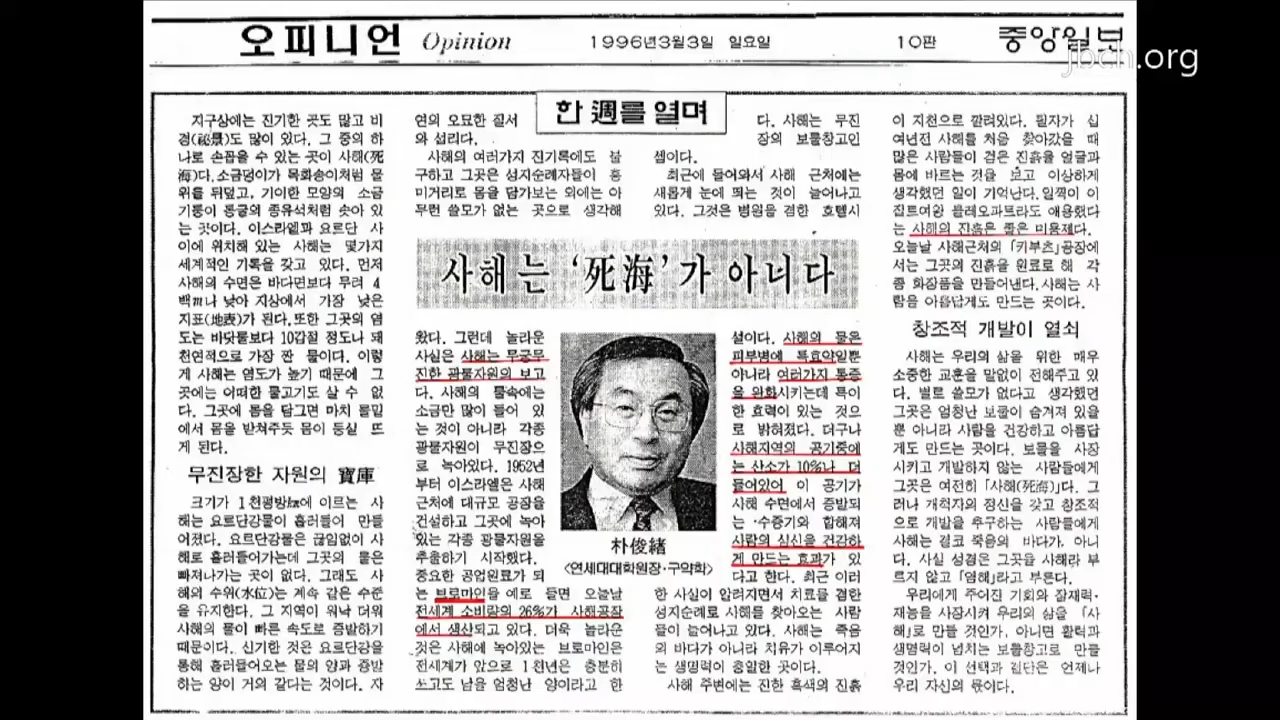 오피니언 Opinion 1996년3월3일 일요일 10판 중앙일보
jbch.org
한 週를 열며
사해는 ‘死海’가 아니다
지구상에는 진기한 곳도 많고 비
경(秘景)도 많이 있다. 그 중의 하
나로 손꼽을 수 있는 곳이 사해(死
海)다. 소금덩이가 목화송이처럼 물
위를 뒤덮고, 기이한 모양의 소금
기둥이 동굴의 종유석처럼 솟아 있
는 곳이다. 이스라엘과 요르단 사
이에 위치해 있는 사해는 몇가지
세계적인 기록을 갖고 있다. 먼저
사해의 수면은 바다면보다 무려 4
백m나 낮아 지상에서 가장 낮은
지표(地表)가 된다. 또한 그곳의 염
도는 바닷물보다 10갑절 정도나 돼
천연적으로 가장 짠 물이다. 이렇
게 사해는 염도가 높기 때문에 그
곳에는 어떠한 물고기도 살 수 없
다. 그곳에 몸을 담그면 마치 물밑
에서 몸을 받쳐주듯 몸이 둥실 뜨
게 된다.
무진장한 자원의 寶庫
크기가 1천평방㎞에 이르는 사
해는 요르단강물이 흘러들어 만들
어졌다. 요르단강물은 끊임없이 사
해로 흘러들어가는데 그곳의 물은
빠져나가는 곳이 없다. 그래도 사
해의 수위(水位)는 계속 같은 수준
을 유지한다. 그 지역이 워낙 더워
사해의 물이 빠른 속도로 증발하기
때문이다. 신기한 것은 요르단강을
통해 흘러들어오는 물의 양과 증발
하는 양이 거의 같다는 것이다. 자
연의 오묘한 질서
와 섭리다.
사해의 여러가지 진기록에도 불
구하고 그곳은 성지순례자들이 흥
미거리로 몸을 담가보는 외에는 아
무런 쓸모가 없는 곳으로 생각해
왔다. 그런데 놀라운
사실은 사해는 무궁무
진한 광물자원의 보고
다. 사해의 물속에는
소금만 많이 들어 있
는 것이 아니라 각종
광물자원이 무진장으
로 녹아있다. 1952년
부터 이스라엘은 사해
근처에 대규모 공장을
건설하고 그곳에 녹아
있는 각종 광물자원을
추출하기 시작했다.
중요한 공업원료가 되
는 브로마인을 예로 들면 오늘날
전세계 소비량의 26%가 사해공장
에서 생산되고 있다. 더욱 놀라운
것은 사해에 녹아있는 브로마인은
전세계가 앞으로 1천년은 충분히
쓰고도 남을 엄청난 양이라고 한
다. 사해는 무진
장의 보물창고인
셈이다.
최근에 들어와서 사해 근처에는
새롭게 눈에 띄는 것이 늘어나고
있다. 그것은 병원을 겸한 호텔시
설이다. 사해의 물은
피부병에 특효약일뿐
아니라 여러가지 통증
을 완화시키는데 특이
한 효력이 있는 것으
로 밝혀졌다. 더구나
사해지역의 공기중에
는 산소가 10%나 더
들어있어, 이 공기가
사해 수면에서 증발되
는 수증기와 합해져
사람의 심신을 건강하
게 만드는 효과가 있
다고 한다. 최근 이러
한 사실이 알려지면서 치료를 겸한
성지순례로 사해를 찾아오는 사람
들이 늘어나고 있다. 사해는 죽음
의 바다가 아니라 치유가 이루어지
는 생명력이 충일한 곳이다.
사해 주변에는 진한 흑색의 진흙
朴俊緖
<연세대대학원장·구약학>
이 지천으로 깔려있다. 필자가 십
여년전 사해를 처음 찾아갔을 때
많은 사람들이 검은 진흙을 얼굴과
몸에 바르는 것을 보고 이상하게
생각했던 일이 기억난다. 일찍이 이
집트여왕 클레오파트라도 애용했다
는 사해의 진흙은 좋은 미용제다.
오늘날 사해근처의 「키부츠」공장에
서는 그곳의 진흙을 원료로 해 각
종 화장품을 만들어낸다. 사해는 사
람을 아름답게도 만드는 곳이다.
창조적 개발이 열쇠
사해는 우리의 삶을 위한 매우
소중한 교훈을 말없이 전해주고 있
다. 별로 쓸모가 없다고 생각했던
그곳은 엄청난 보물이 숨겨져 있을
뿐 아니라 사람을 건강하고 아름답
게도 만드는 곳이다. 보물을 사장
시키고 개발하지 않는 사람들에게
그곳은 여전히 「사해(死海)」다. 그
러나 개척자의 정신을 갖고 창조적
으로 개발을 추구하는 사람들에게
사해는 결코 죽음의 바다가 아니
다. 사실 성경은 그곳을 사해라 부
르지 않고 「염해」라고 부른다.
우리에게 주어진 기회와 잠재력·
재능을 사장시켜 우리의 삶을 「사
해」로 만들 것인가, 아니면 활력과
생명력이 넘치는 보물창고로 만들
것인가, 이 선택과 결단은 언제나
우리 자신의 몫이다.